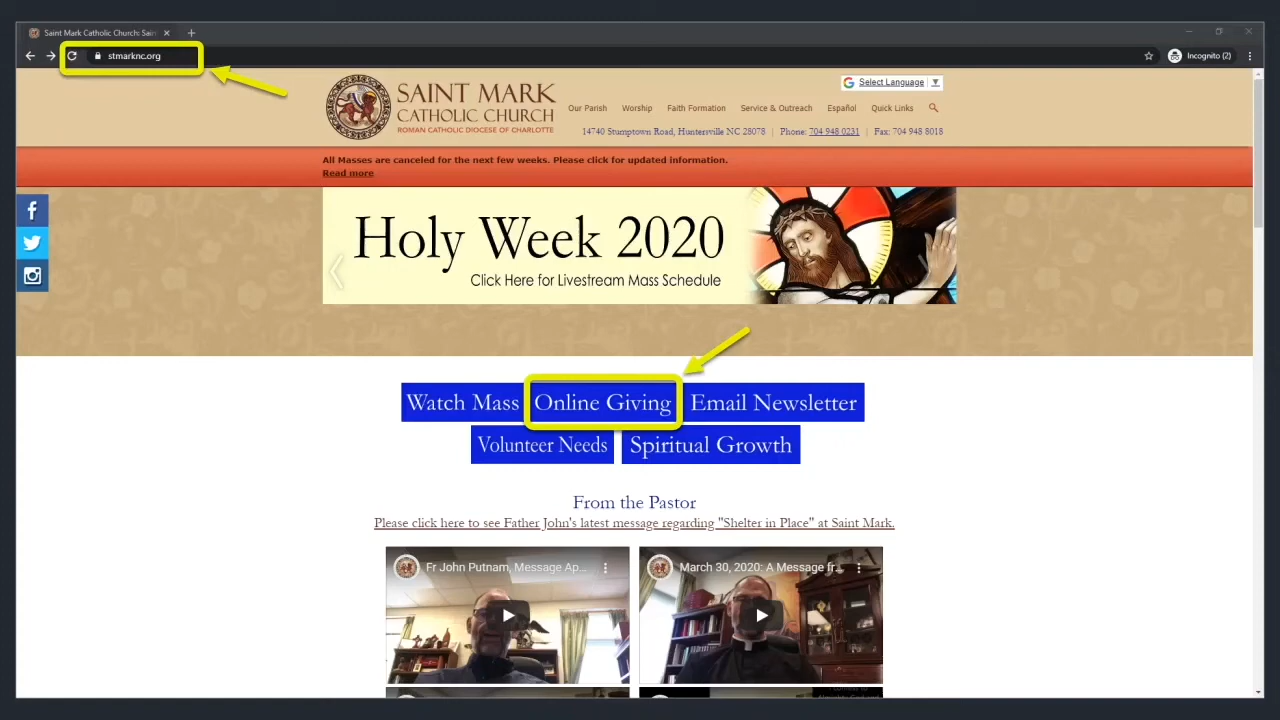 Saint Mark Catholic Church: Sain
stmarknc.org
Incognito (2)
Select Language
SAINT MARK
CATHOLIC CHURCH
ROMAN CATHOLIC DIOCESE OF CHARLOTTE
Our Parish Worship Faith Formation Service & Outreach Español Quick Links
14740 Stumptown Road, Huntersville NC 28078 | Phone: 704 948 0231 | Fax: 704 948 8018
All Masses are canceled for the next few weeks. Please click for updated information.
Read more
Holy Week 2020
Click Here for Livestream Mass Schedule
Watch Mass Online Giving Email Newsletter
Volunteer Needs Spiritual Growth
From the Pastor
Please click here to see Father John's latest message regarding "Shelter in Place" at Saint Mark.
Fr John Putnam, Message Ap... March 30, 2020: A Message fr...